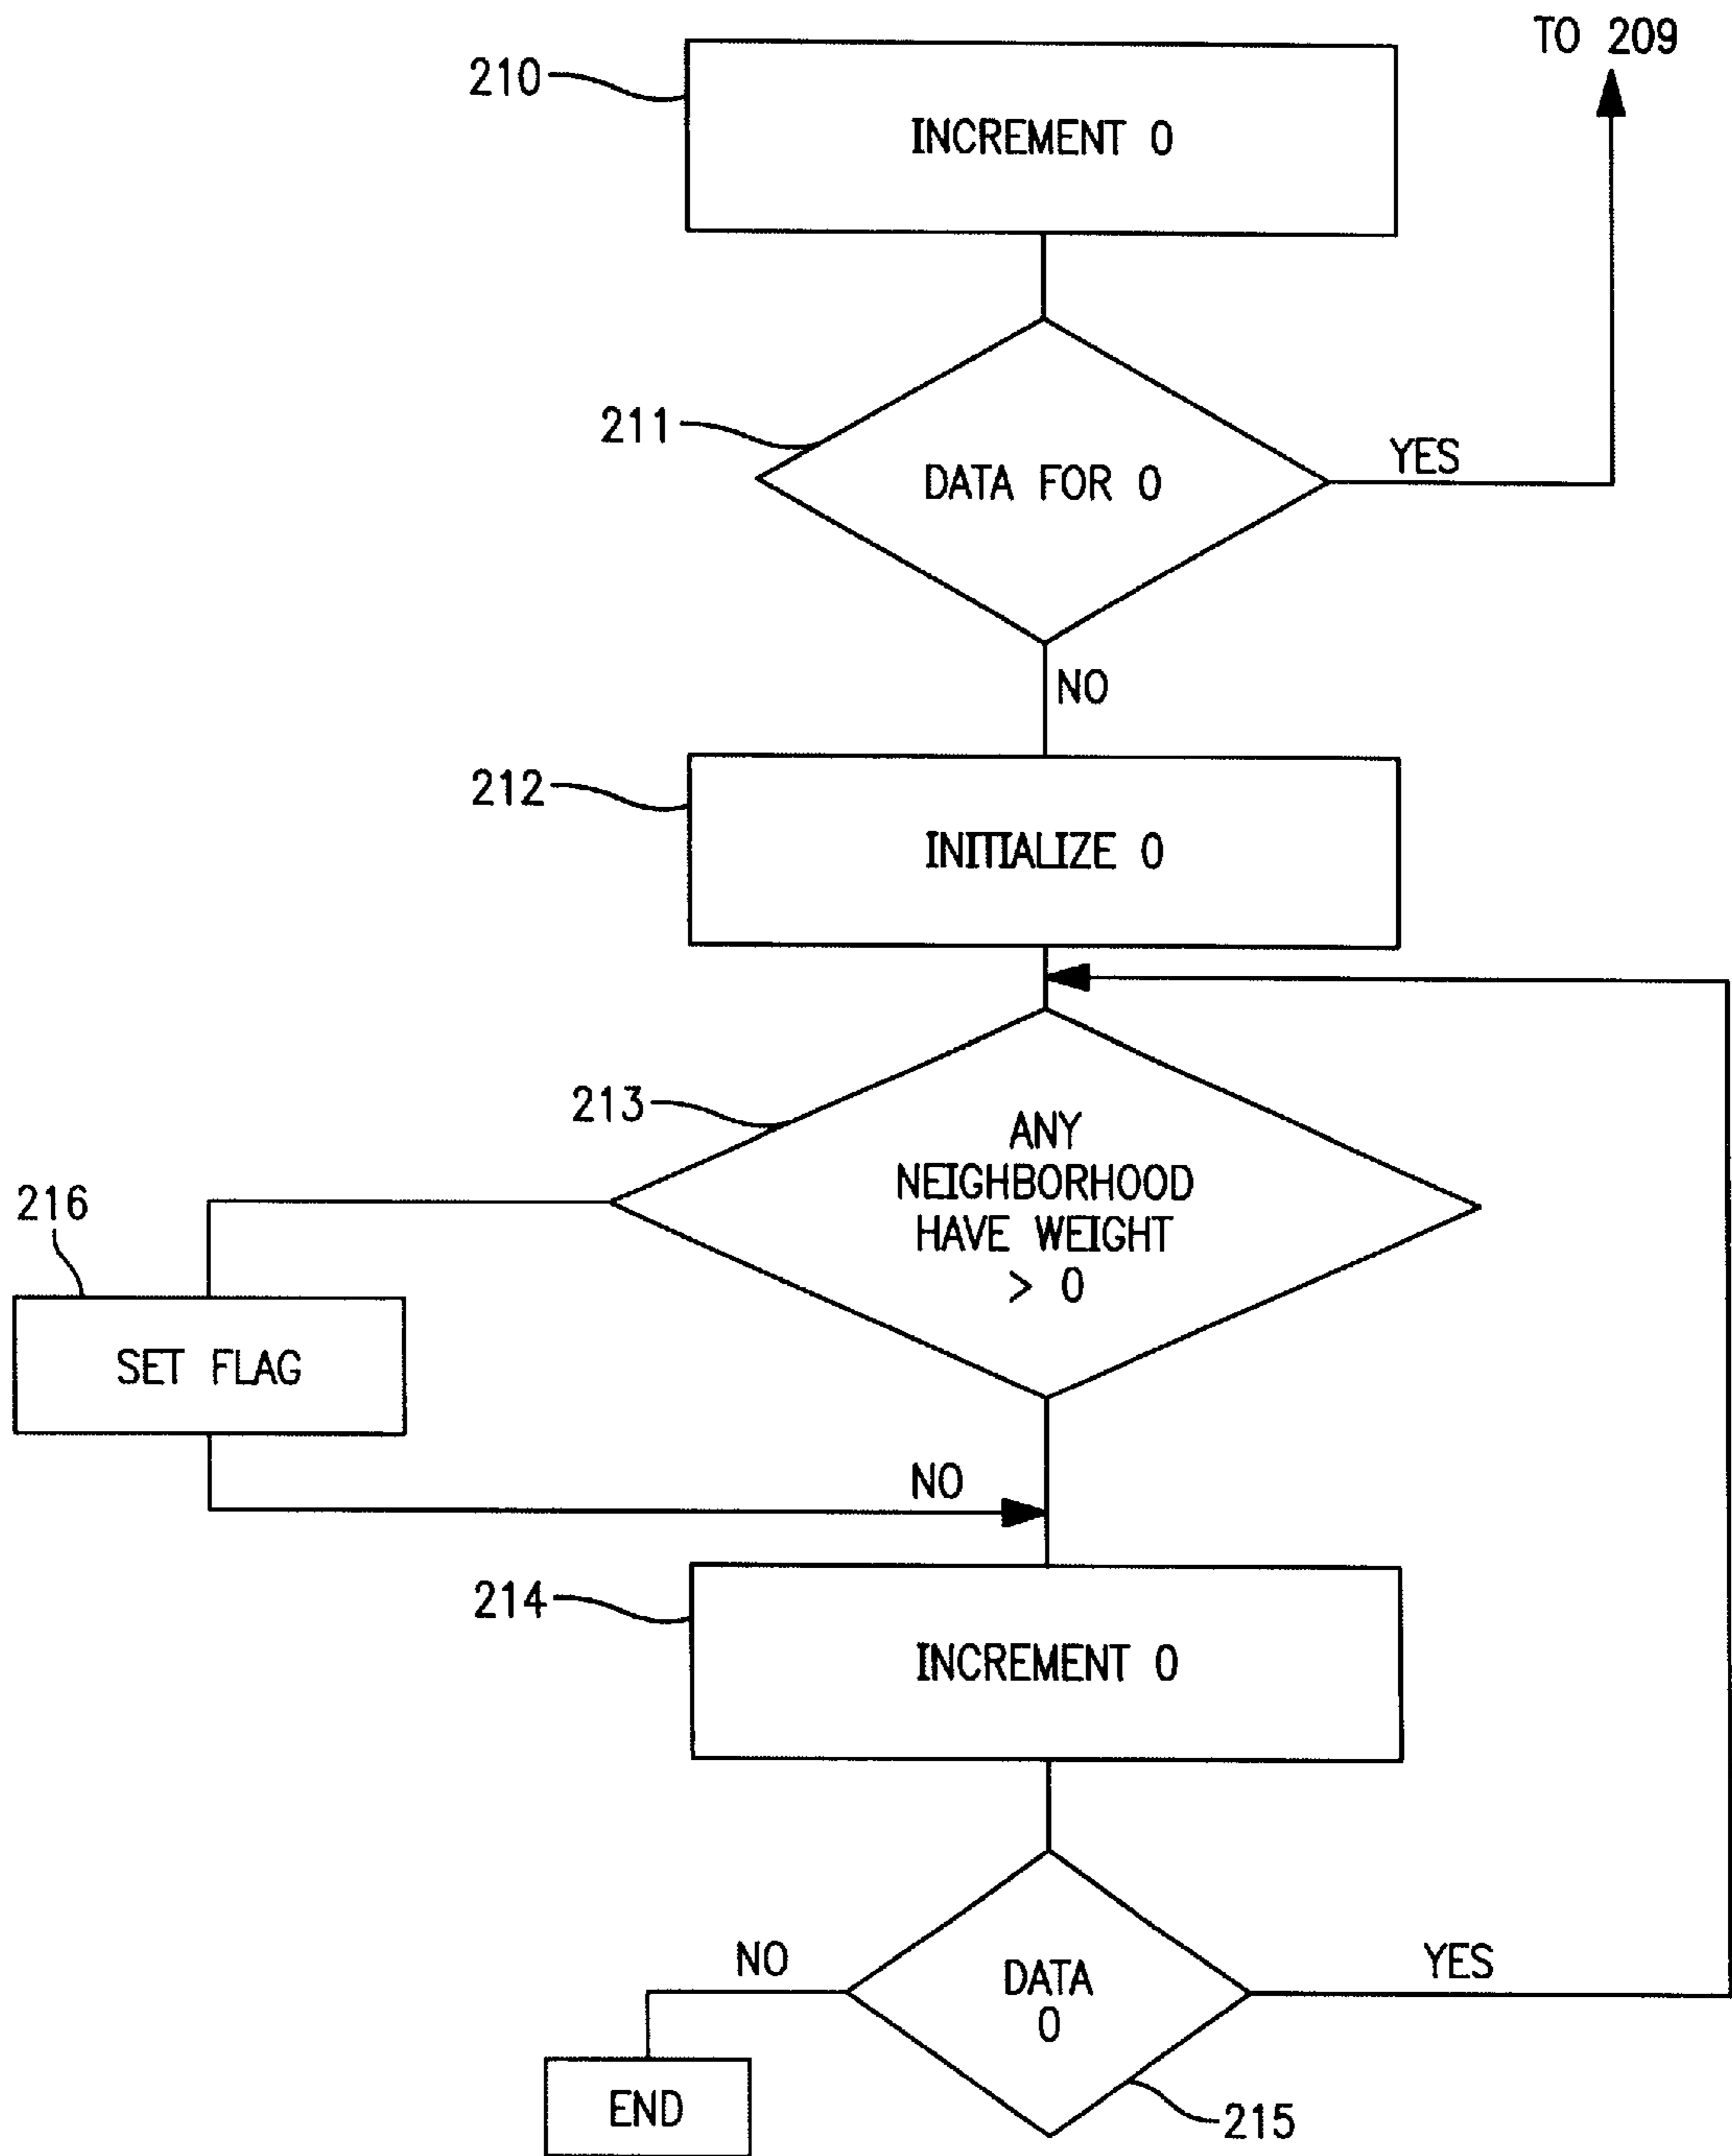 TO 209
210
INCREMENT 0
211
DATA FOR 0
YES
NO
212
INITIALIZE 0
213
ANY
NEIGHBORHOOD
HAVE WEIGHT
> 0
216
SET FLAG
NO
214
INCREMENT 0
NO
DATA
0
YES
END
215